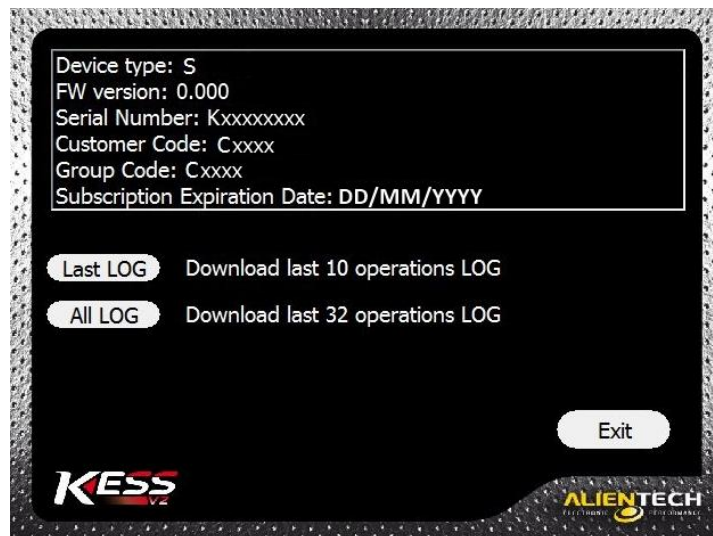 Device type: S
FW version: 0.000
Serial Number: Kxxxxxxxx
Customer Code: Cxxxx
Group Code: Cxxxx
Subscription Expiration Date: DD/MM/YYYY
Last LOG Download last 10 operations LOG
All LOG Download last 32 operations LOG
Exit
KESS
V2
ALIENTECH